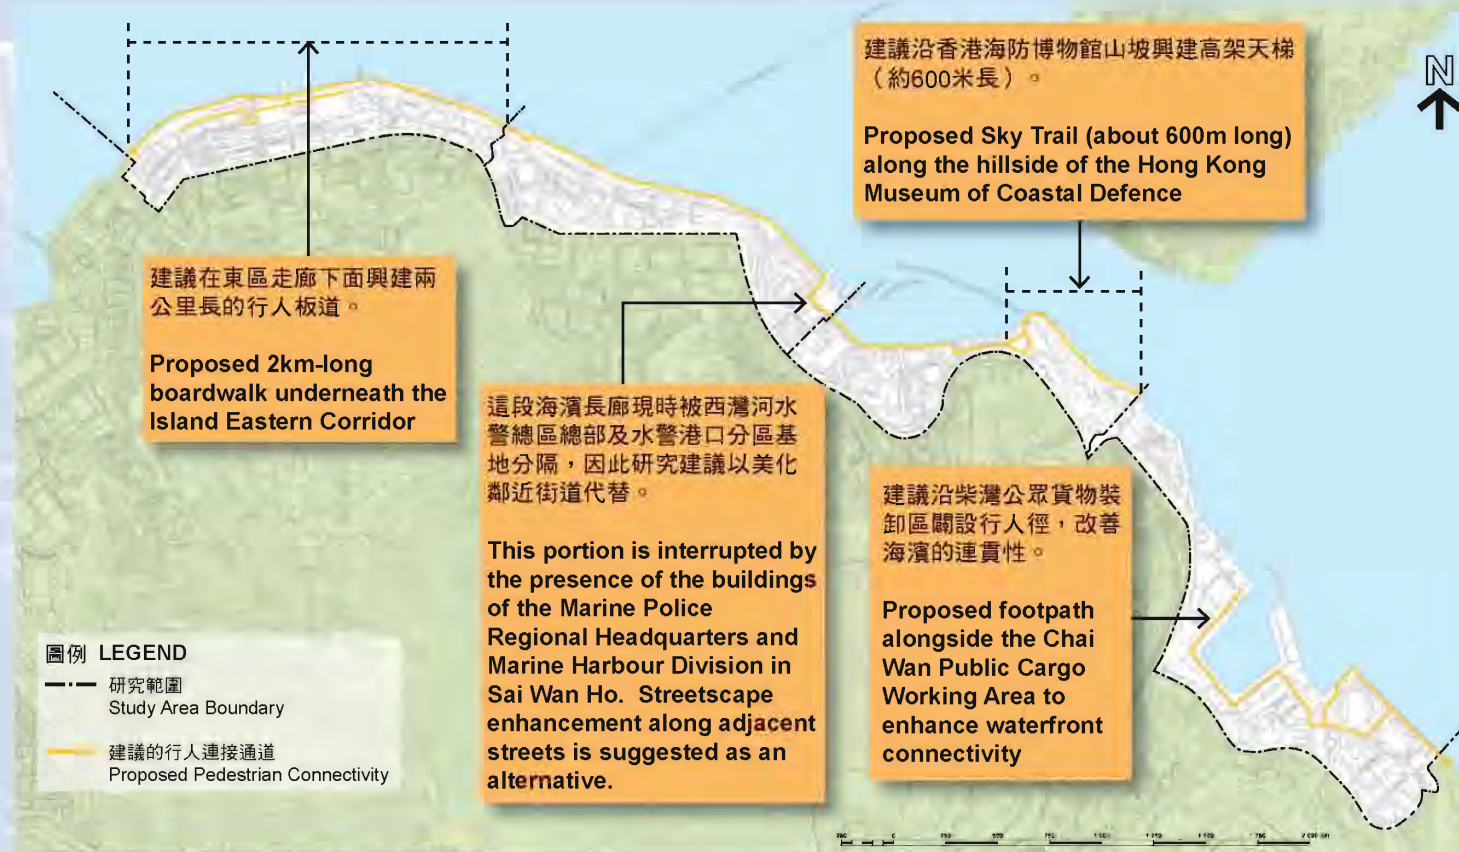 建議沿香港海防博物館山坡興建高架天梯
（約600米長）。
Proposed Sky Trail (about 600m long)
along the hillside of the Hong Kong
Museum of Coastal Defence
N
建議在東區走廊下面興建兩
公里長的行人板道。
Proposed 2km-long
boardwalk underneath the
Island Eastern Corridor
這段海濱長廊現時被西灣河水
警總區總部及水警港口分區基
地分隔，因此研究建議以美化
鄰近街道代替。
This portion is interrupted by
the presence of the buildings
of the Marine Police
Regional Headquarters and
Marine Harbour Division in
Sai Wan Ho.  Streetscape
enhancement along adjacent
streets is suggested as an
alternative.
建議沿柴灣公眾貨物裝
卸區闢設行人徑，改善
海濱的連貫性。
Proposed footpath
alongside the Chai
Wan Public Cargo
Working Area to
enhance waterfront
connectivity
圖例 LEGEND
研究範圍
Study Area Boundary
建議的行人連接通道
Proposed Pedestrian Connectivity